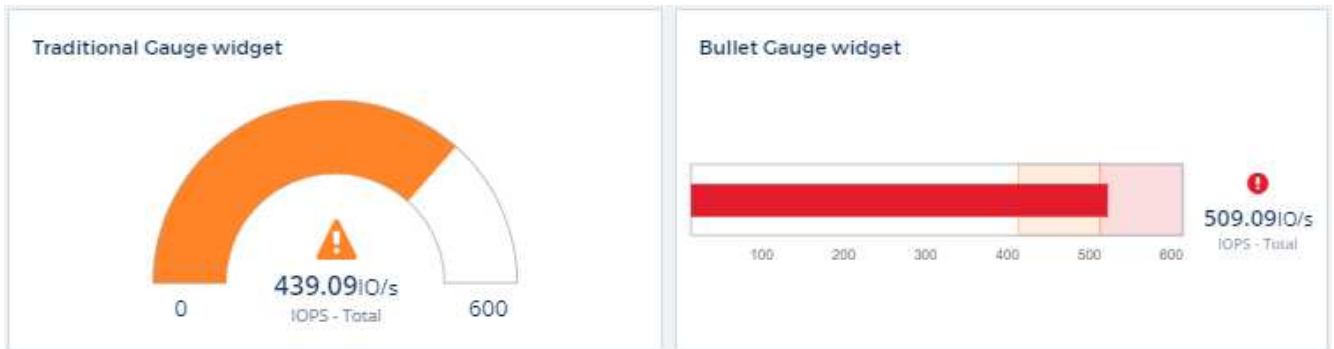 Traditional Gauge widget
439.09IO/s
IOPS - Total
0
600
Bullet Gauge widget
100 200 300 400 500 600
509.09IO/s
IOPS - Total